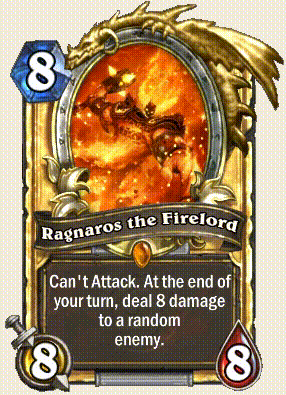 8
Ragnaros the Firelord
Can't Attack. At the end of
your turn, deal 8 damage
to a random
enemy.
8
8